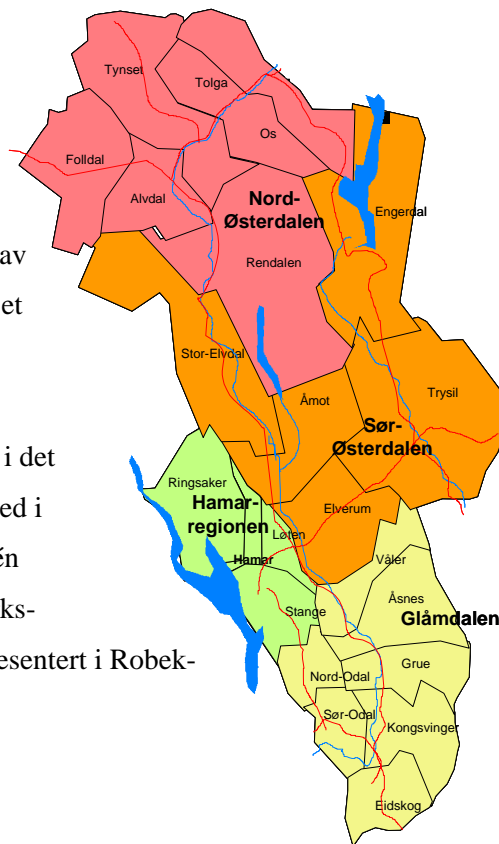 Tynset
Tolga
Os
Folldal
Alvdal
Nord-
Østerdalen
Engerdal
Rendalen
av
et
Stor-Elvdal
Åmot
Trysil
Sør-
Østerdalen
i det
Ringsaker
ed i
Hamar-
regionen
Elverum
Løten
én
Hamar
Våler
Åsnes
ks-
Stange
Glåmdalen
esentert i Robek-
Nord-Odal
Grue
Sør-Odal
Kongsvinger
Eidskog